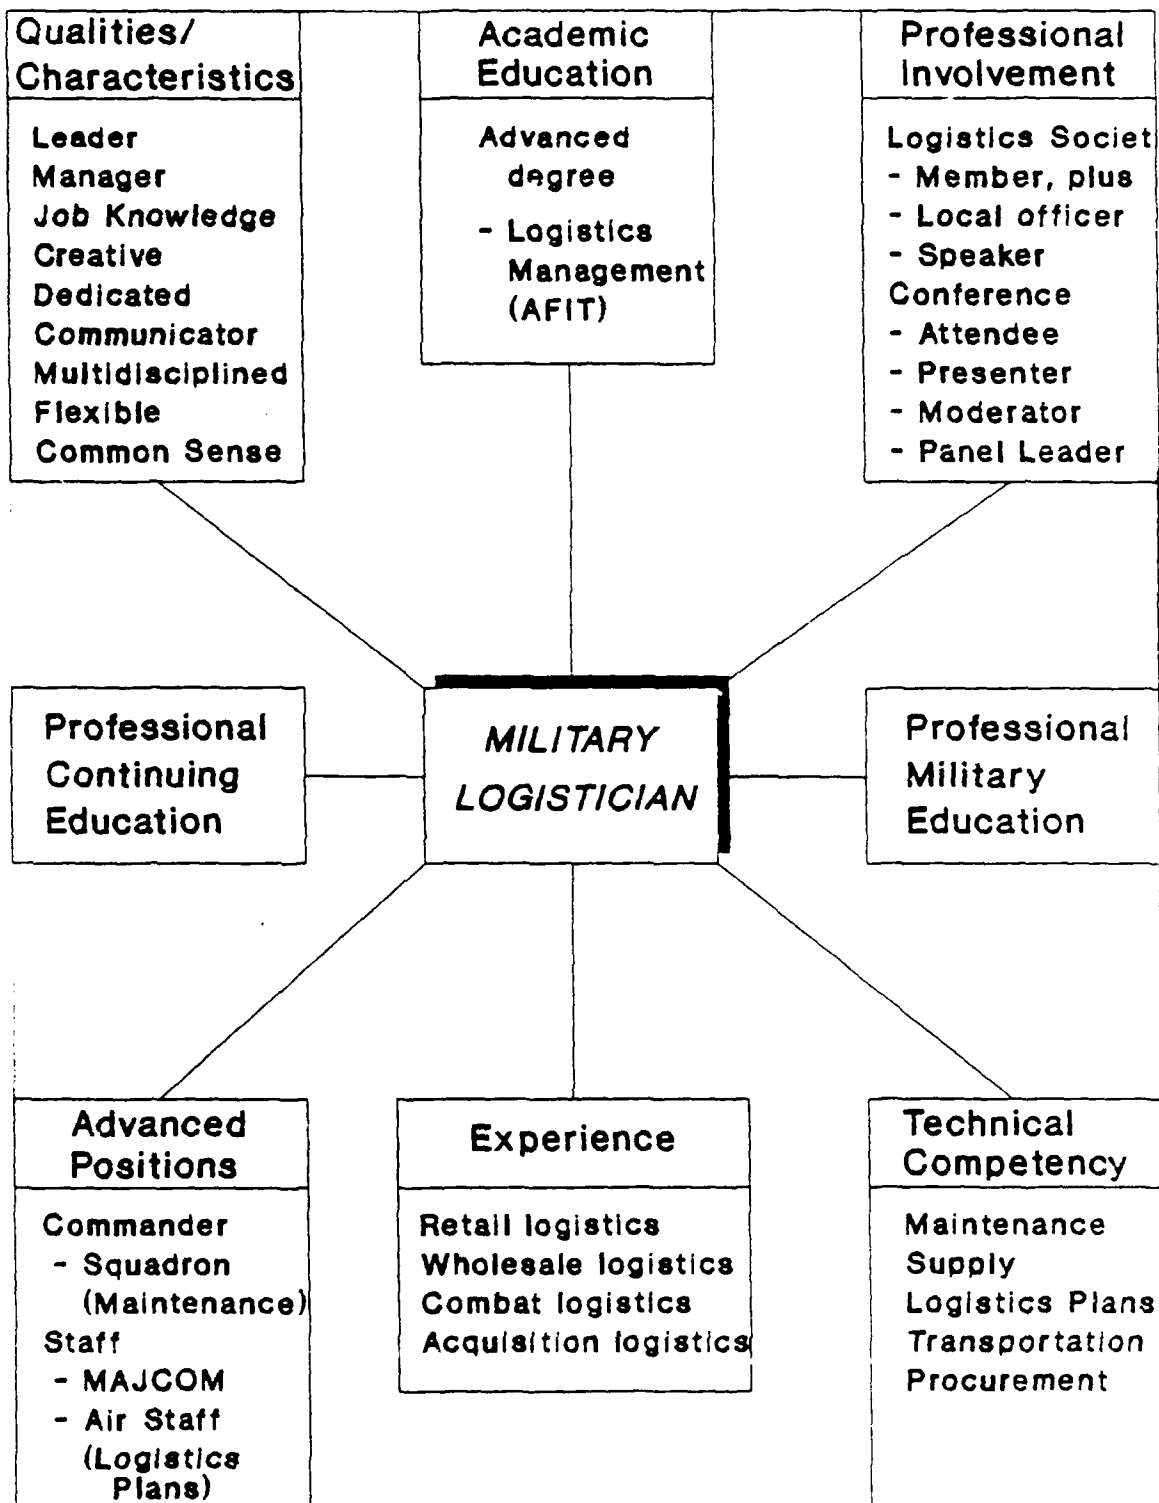 Qualities/
Characteristics
Leader
Manager
Job Knowledge
Creative
Dedicated
Communicator
Multidisciplined
Flexible
Common Sense
Academic
Education
Advanced
degree
- Logistics
Management
(AFIT)
Professional
Involvement
Logistics Societ
- Member, plus
- Local officer
- Speaker
Conference
- Attendee
- Presenter
- Moderator
- Panel Leader
Professional
Continuing
Education
MILITARY
LOGISTICIAN
Professional
Military
Education
Advanced
Positions
Commander
- Squadron
(Maintenance)
Staff
- MAJCOM
- Air Staff
(Logistics
Plans)
Experience
Retail logistics
Wholesale logistics
Combat logistics
Acquisition logistics
Technical
Competency
Maintenance
Supply
Logistics Plans
Transportation
Procurement